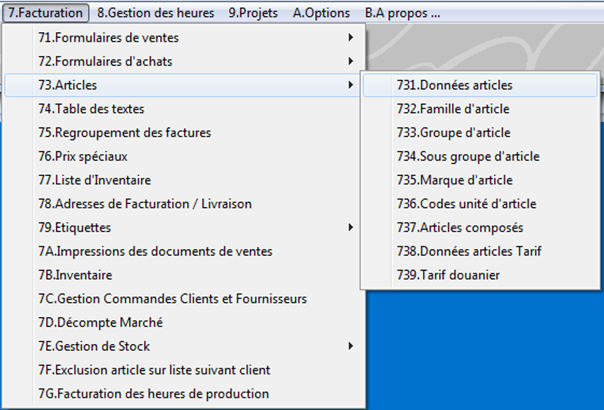 7.Facturation 8.Gestion des heures 9.Projets A.Options B.A propos ...
71.Formulaires de ventes
72.Formulaires d'achats
73.Articles
74.Table des textes
75.Regroupement des factures
76.Prix spéciaux
77.Liste d'Inventaire
78.Adresses de Facturation / Livraison
79.Etiquettes
7A.Impressions des documents de ventes
7B.Inventaire
7C.Gestion Commandes Clients et Fournisseurs
7D.Décompte Marché
7E.Gestion de Stock
7F.Exclusion article sur liste suivant client
7G.Facturation des heures de production
731.Données articles
732.Famille d'article
733.Groupe d'article
734.Sous groupe d'article
735.Marque d'article
736.Codes unité d'article
737.Articles composés
738.Données articles Tarif
739.Tarif douanier